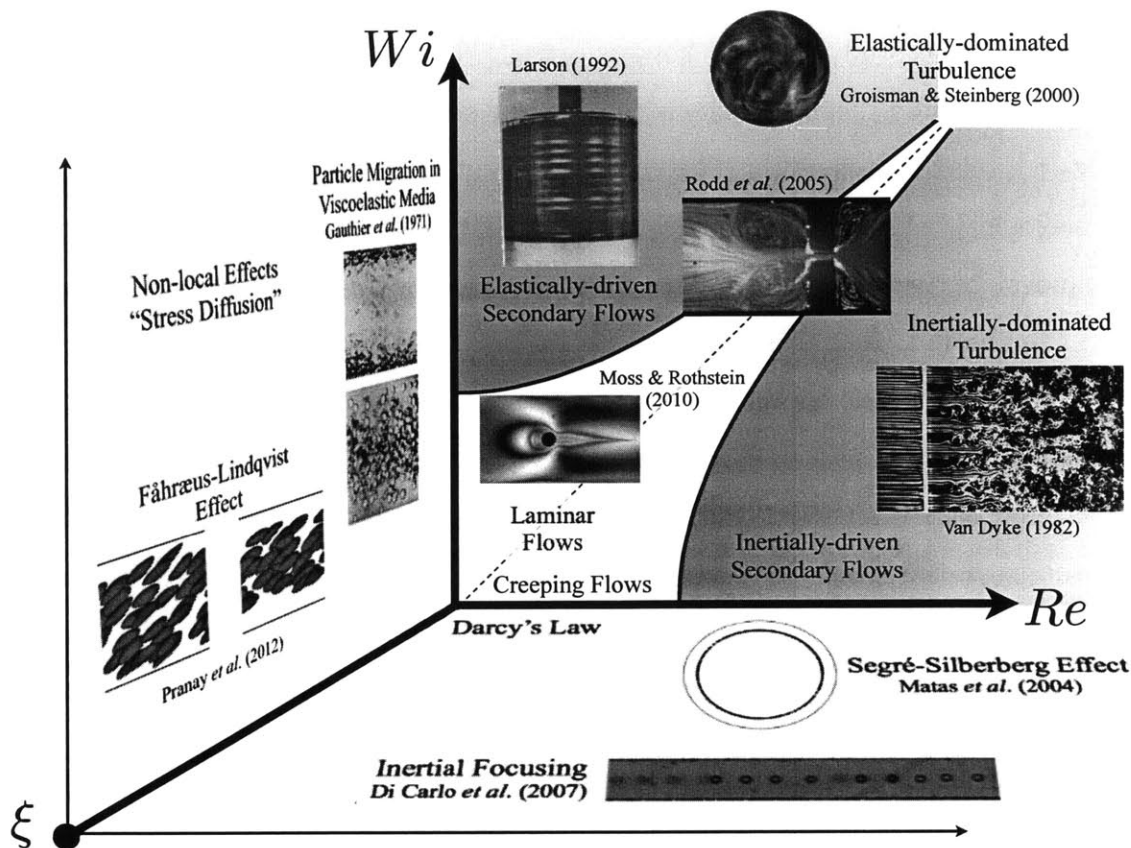 Wi
Larson (1992)
Elastically-dominated
Turbulence
Groisman & Steinberg (2000)
Particle Migration in
Viscoelastic Media
Gauthier et al. (1971)
Rodd et al. (2005)
Non-local Effects
“Stress Diffusion”
Elastically-driven
Secondary Flows
Inertially-dominated
Turbulence
Moss & Rothstein
(2010)
Fåhræus-Lindqvist
Effect
Laminar
Flows
Van Dyke (1982)
Inertially-driven
Secondary Flows
Creeping Flows
Re
Darcy's Law
Pranay et al. (2012)
Segré-Silberberg Effect
Matas et al. (2004)
Inertial Focusing
Di Carlo et al. (2007)
ξ